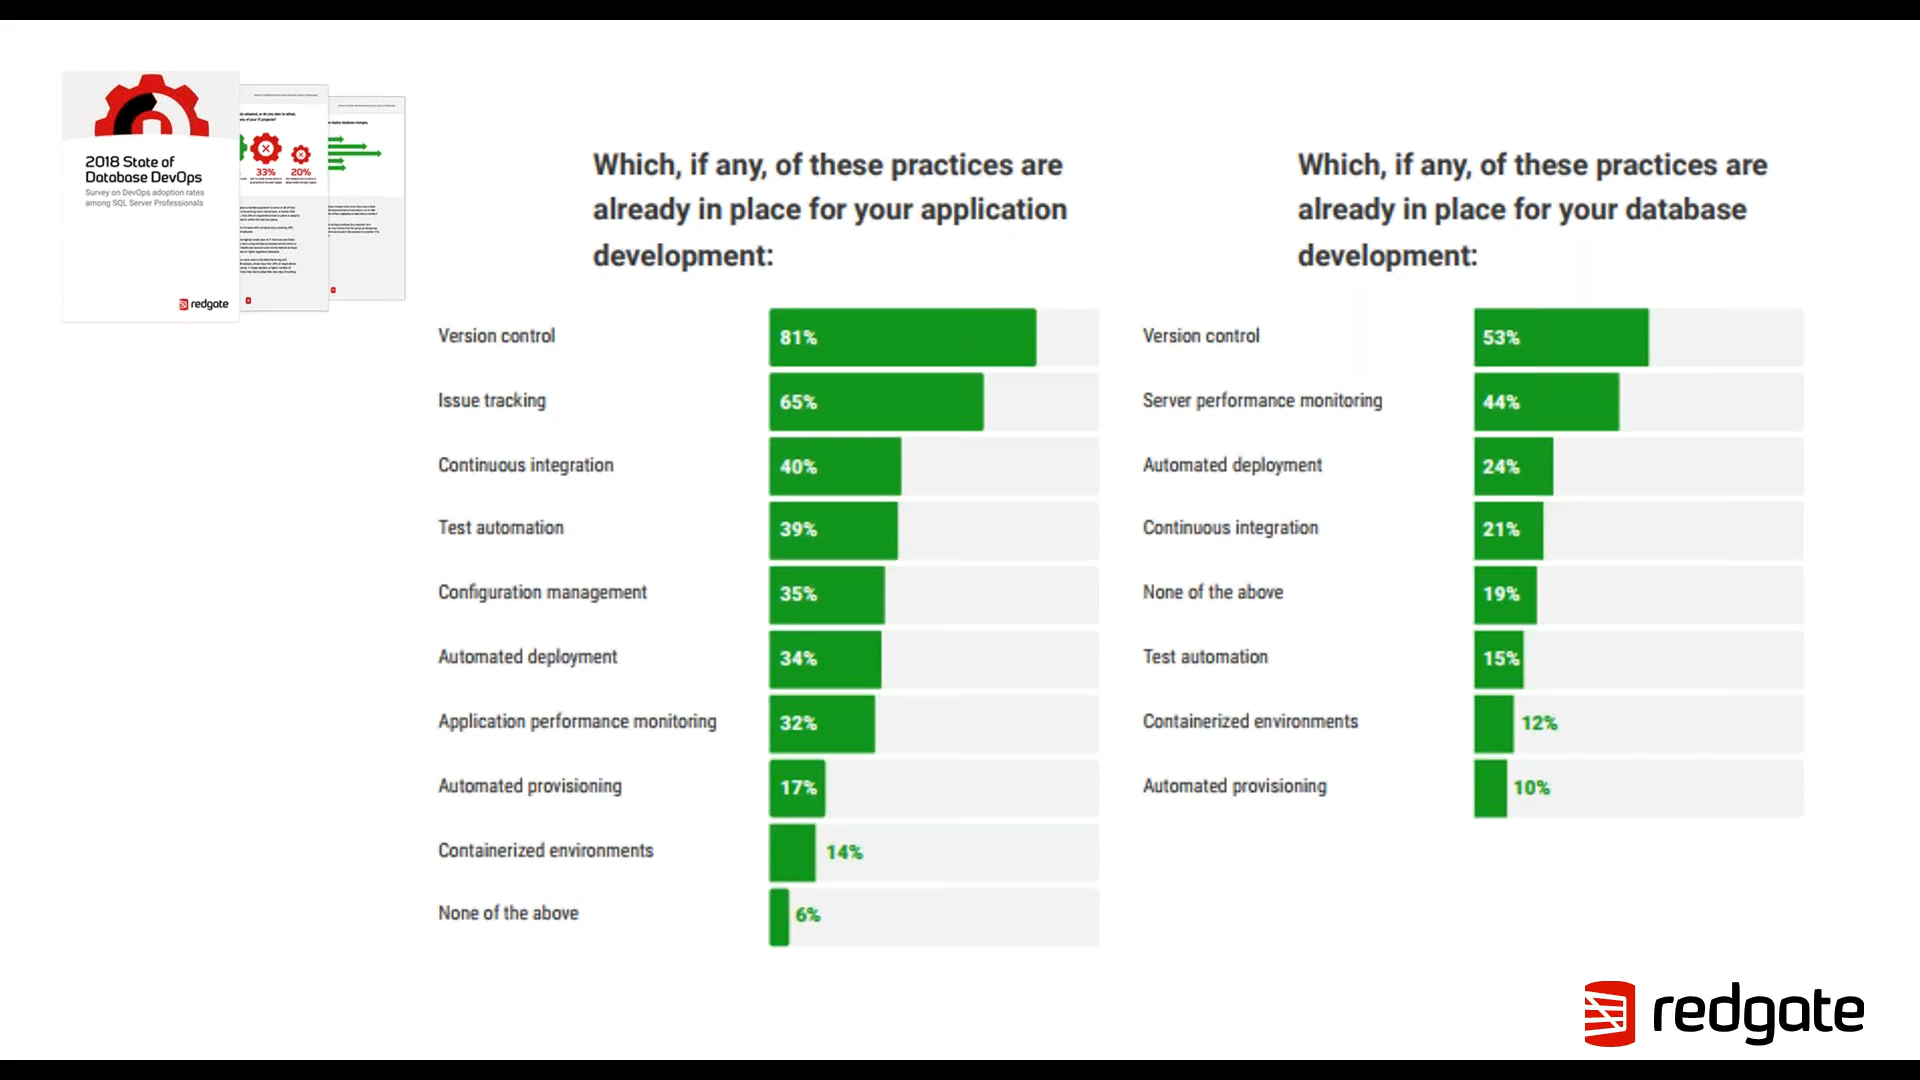 2018 State of
Database DevOps
Survey on DevOps adoption rates
among SQL Server Professionals
redgate
33%
20%
Which, if any, of these practices are
already in place for your application
development:
Version control 81%
Issue tracking 65%
Continuous integration 40%
Test automation 39%
Configuration management 35%
Automated deployment 34%
Application performance monitoring 32%
Automated provisioning 17%
Containerized environments 14%
None of the above 6%
Which, if any, of these practices are
already in place for your database
development:
Version control 53%
Server performance monitoring 44%
Automated deployment 24%
Continuous integration 21%
None of the above 19%
Test automation 15%
Containerized environments 12%
Automated provisioning 10%
redgate